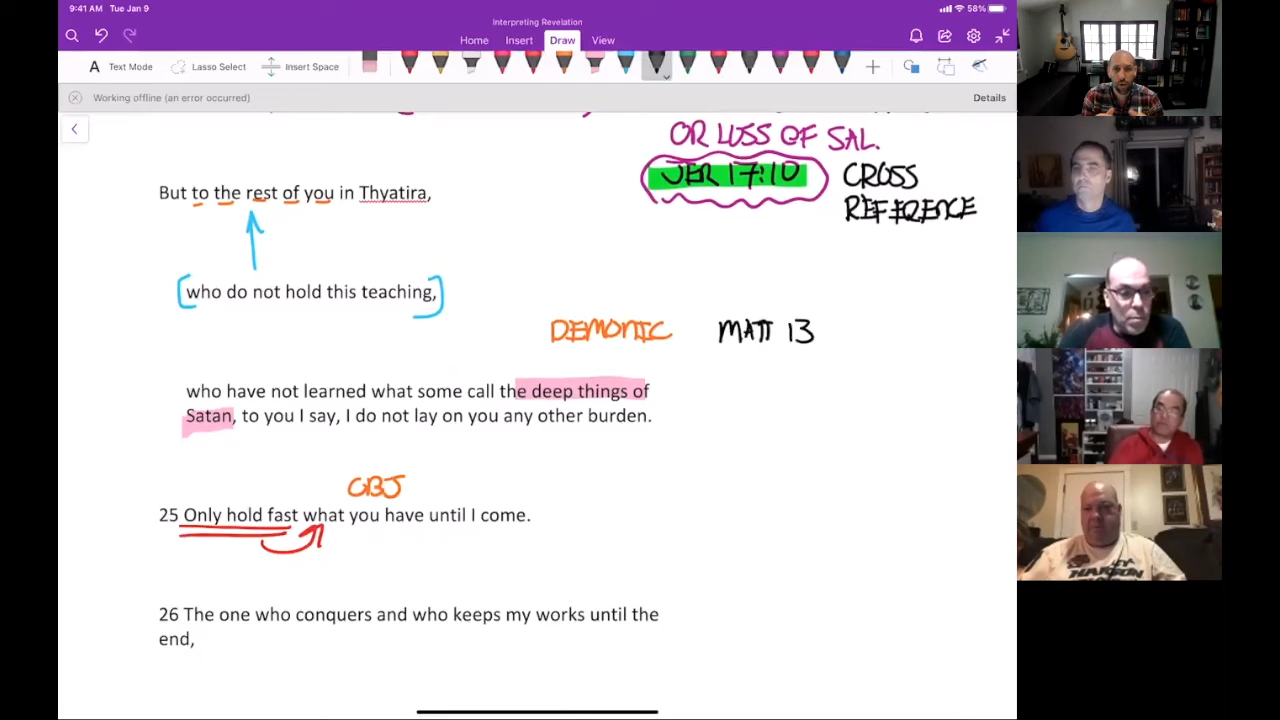 9:41 AM Tue Jan 9
58%
Interpreting Revelation
Home Insert Draw View
A Text Mode Lasso Select Insert Space
Working offline (an error occurred) Details
OR LOSS OF SAL.
JER 17:10 CROSS
REFERENCE
But to the rest of you in Thyatira,
who do not hold this teaching,
DEMONIC MATT 13
who have not learned what some call the deep things of
Satan, to you I say, I do not lay on you any other burden.
OBJ
25 Only hold fast what you have until I come.
26 The one who conquers and who keeps my works until the
end,